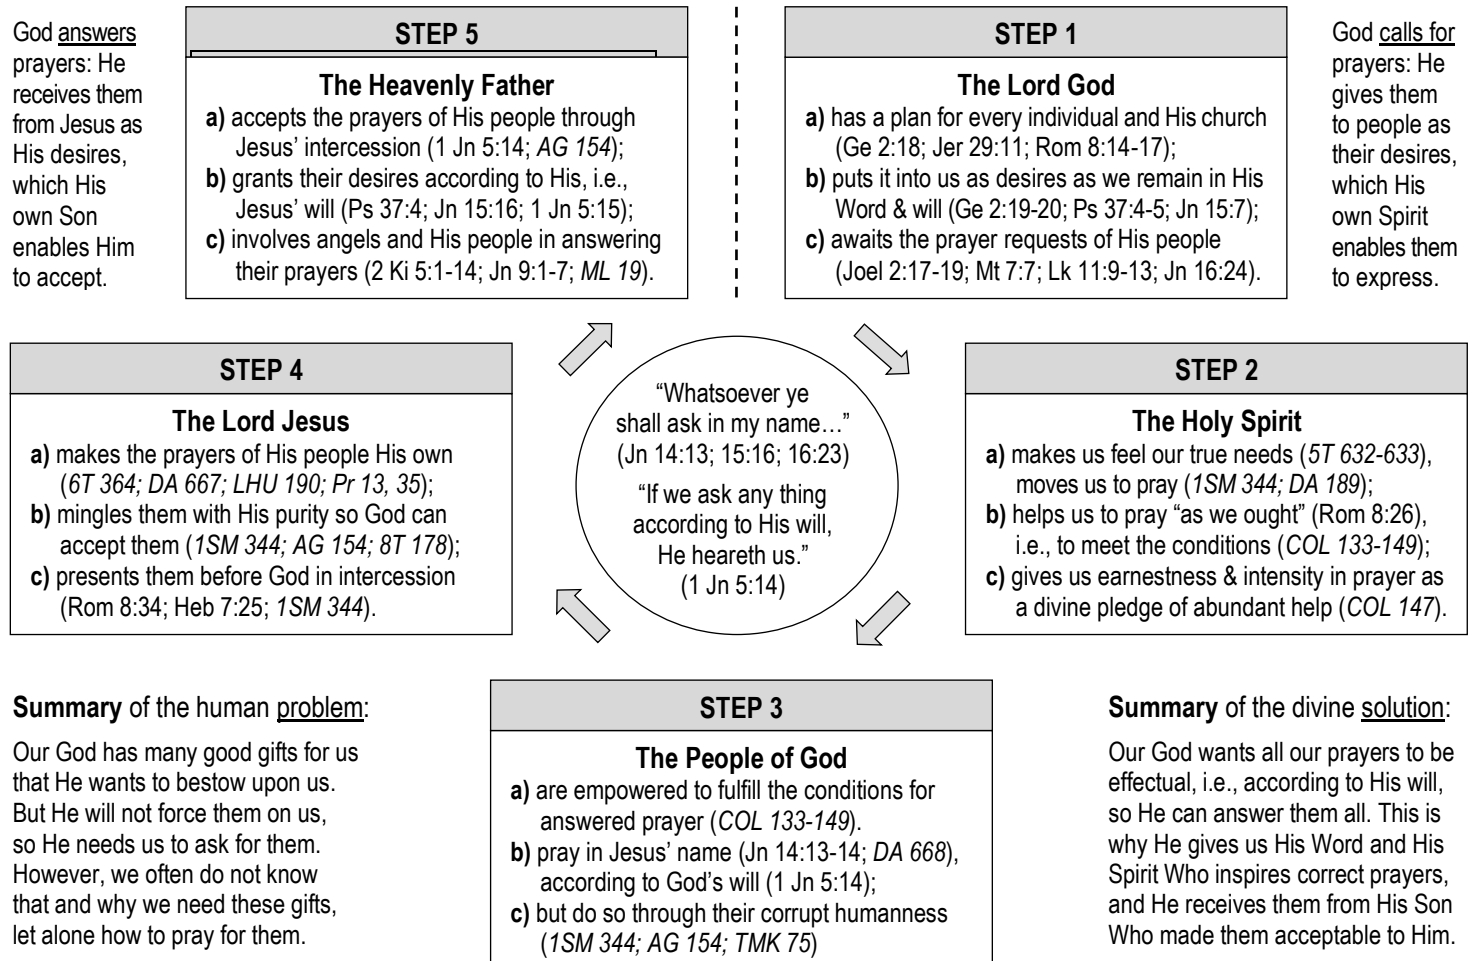 God answers
prayers: He
receives them
from Jesus as
His desires,
which His
own Son
enables Him
to accept.
STEP 5
The Heavenly Father
a) accepts the prayers of His people through
Jesus’ intercession (1 Jn 5:14; AG 154);
b) grants their desires according to His, i.e.,
Jesus’ will (Ps 37:4; Jn 15:16; 1 Jn 5:15);
c) involves angels and His people in answering
their prayers (2 Ki 5:1-14; Jn 9:1-7; ML 19).
STEP 1
The Lord God
a) has a plan for every individual and His church
(Ge 2:18; Jer 29:11; Rom 8:14-17);
b) puts it into us as desires as we remain in His
Word & will (Ge 2:19-20; Ps 37:4-5; Jn 15:7);
c) awaits the prayer requests of His people
(Joel 2:17-19; Mt 7:7; Lk 11:9-13; Jn 16:24).
God calls for
prayers: He
gives them
to people as
their desires,
which His
own Spirit
enables them
to express.
STEP 4
The Lord Jesus
a) makes the prayers of His people His own
(6T 364; DA 667; LHU 190; Pr 13, 35);
b) mingles them with His purity so God can
accept them (1SM 344; AG 154; 8T 178);
c) presents them before God in intercession
(Rom 8:34; Heb 7:25; 1SM 344).
“Whatsoever ye
shall ask in my name…”
(Jn 14:13; 15:16; 16:23)
“If we ask any thing
according to His will,
He heareth us.”
(1 Jn 5:14)
STEP 2
The Holy Spirit
a) makes us feel our true needs (5T 632-633),
moves us to pray (1SM 344; DA 189);
b) helps us to pray “as we ought” (Rom 8:26),
i.e., to meet the conditions (COL 133-149);
c) gives us earnestness & intensity in prayer as
a divine pledge of abundant help (COL 147).
Summary of the human problem:
Our God has many good gifts for us
that He wants to bestow upon us.
But He will not force them on us,
so He needs us to ask for them.
However, we often do not know
that and why we need these gifts,
let alone how to pray for them.
STEP 3
The People of God
a) are empowered to fulfill the conditions for
answered prayer (COL 133-149).
b) pray in Jesus’ name (Jn 14:13-14; DA 668),
according to God’s will (1 Jn 5:14);
c) but do so through their corrupt humanness
(1SM 344; AG 154; TMK 75)
Summary of the divine solution:
Our God wants all our prayers to be
effectual, i.e., according to His will,
so He can answer them all. This is
why He gives us His Word and His
Spirit Who inspires correct prayers,
and He receives them from His Son
Who made them acceptable to Him.